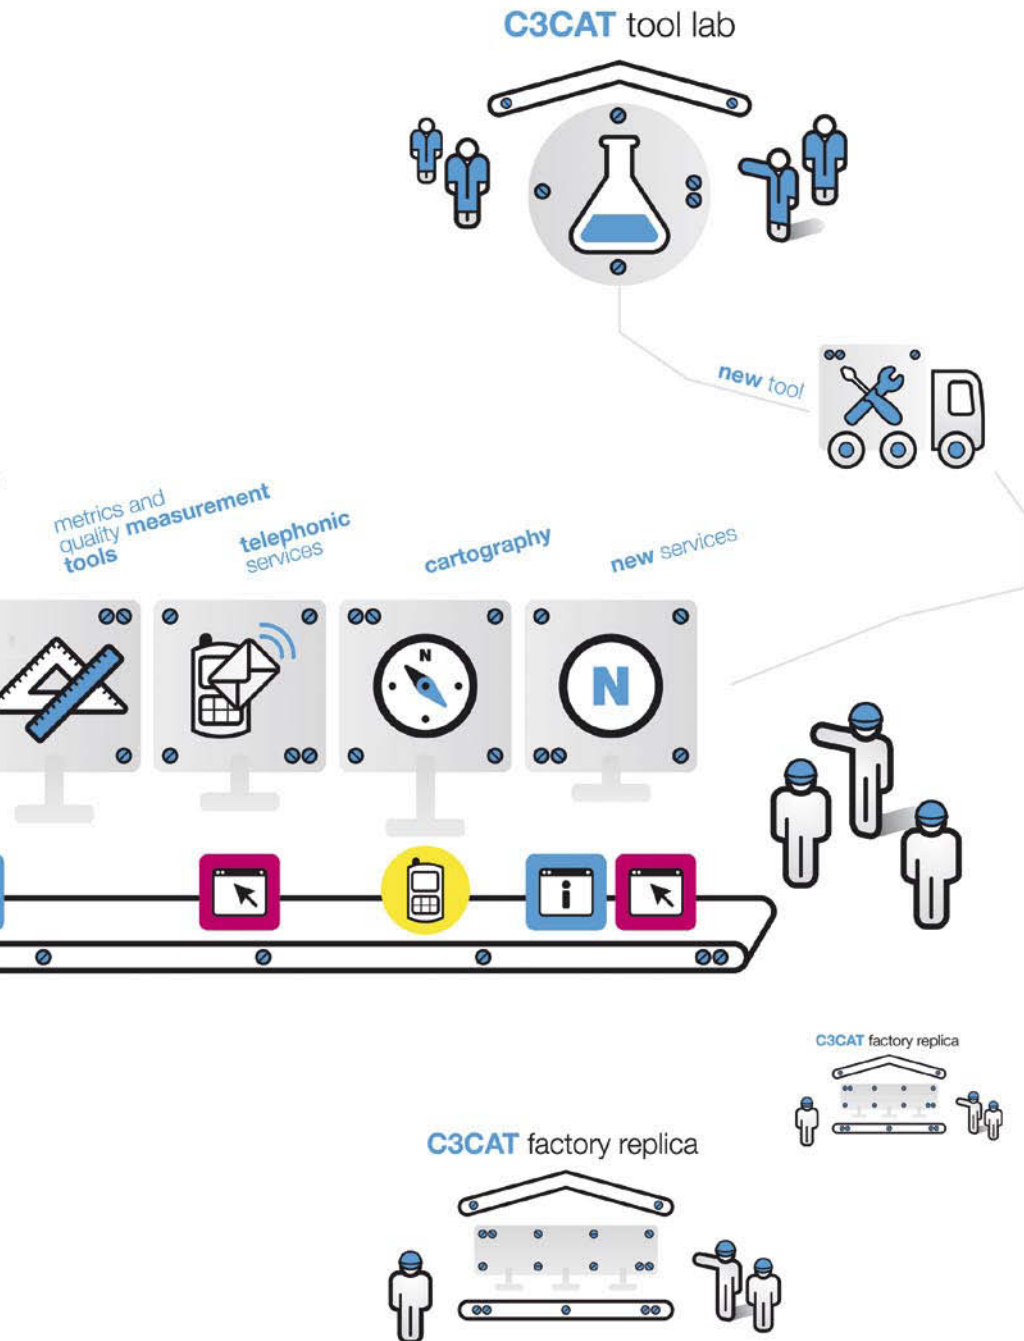 C3CAT tool lab
new tool
metrics and
quality measurement
tools
telephonic
services
cartography
new services
N
N
i
C3CAT factory replica
C3CAT factory replica